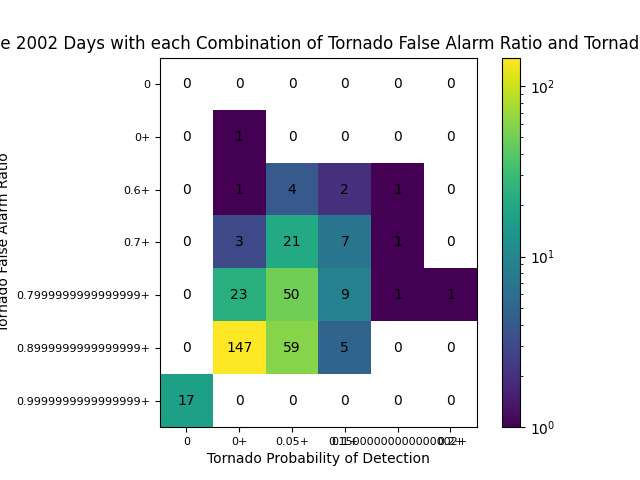 e 2002 Days with each Combination of Tornado False Alarm Ratio and Tornad
Tornado False Alarm Ratio
0 0 0 0 0 0 0
0+ 0 1 0 0 0 0
0.6+ 0 1 4 2 1 0
0.7+ 0 3 21 7 1 0
0.7999999999999999+ 0 23 50 9 1 1
0.8999999999999999+ 0 147 59 5 0 0
0.9999999999999999+ 17 0 0 0 0 0
0 0+ 0.05+ 0.1+ 0.15000000000000002+ 0.2+
Tornado Probability of Detection
10²
10¹
10⁰